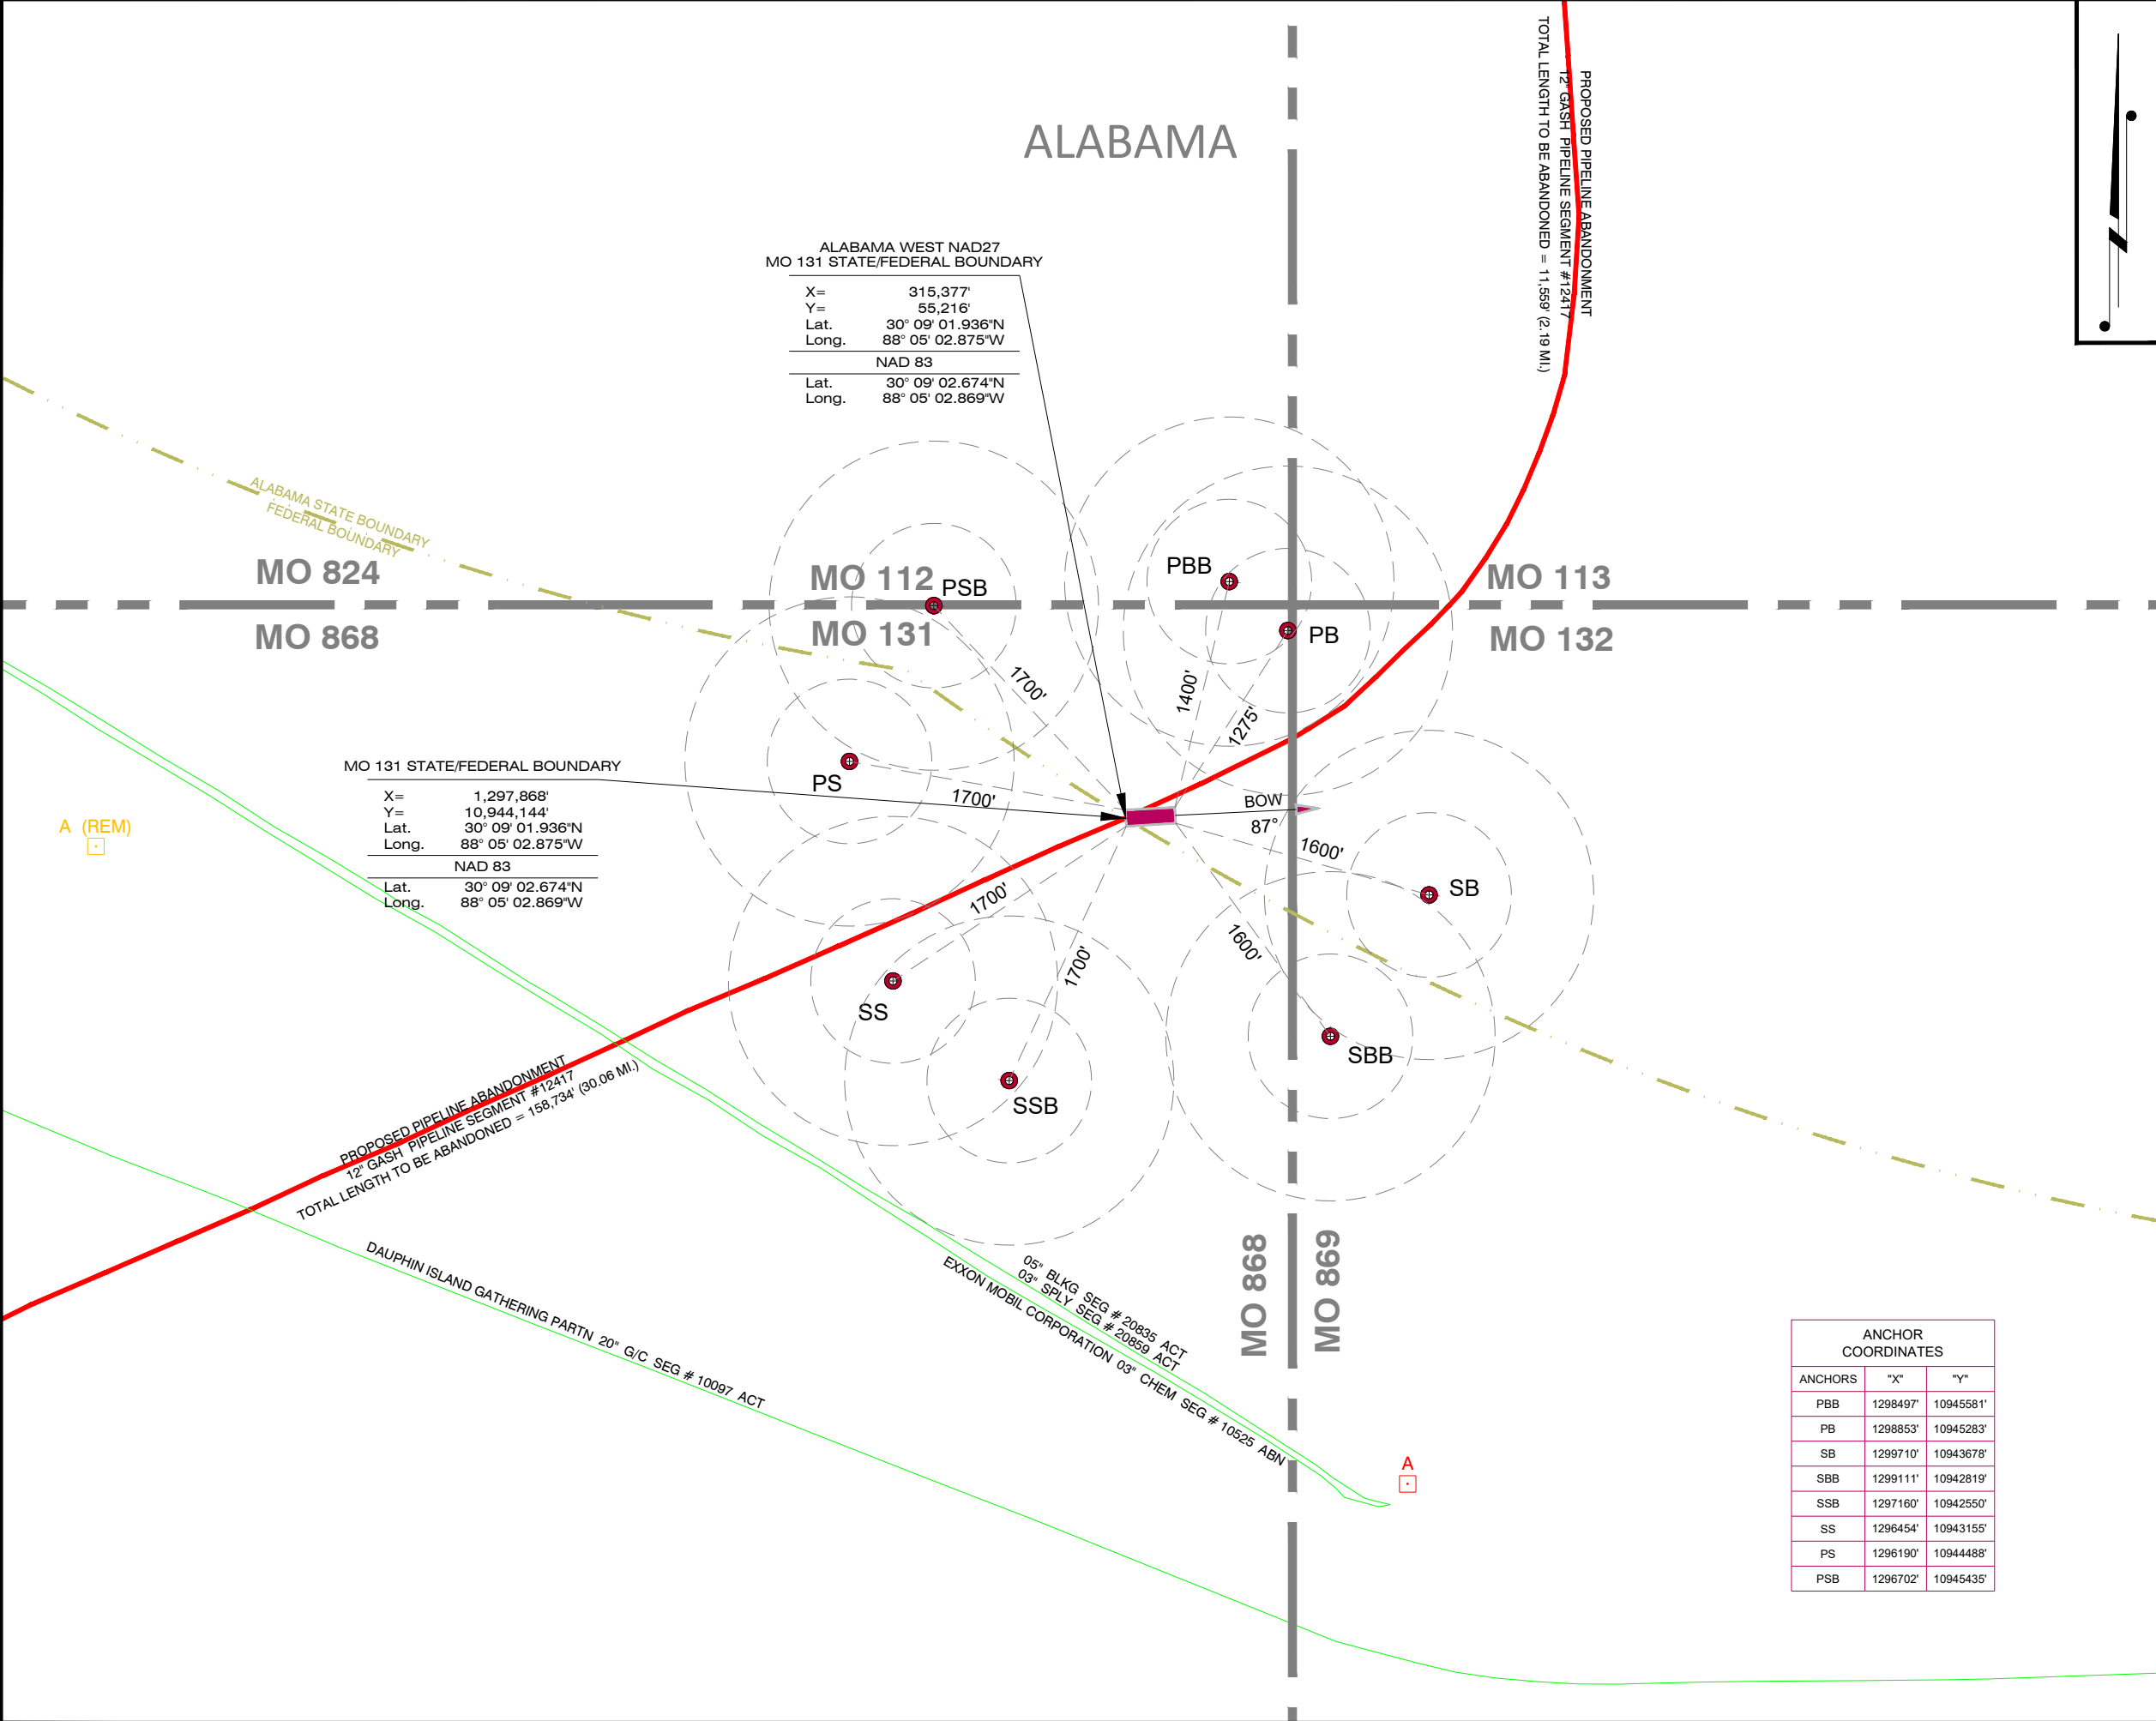 ALABAMA
PROPOSED PIPELINE ABANDONMENT
12" GASH PIPELINE SEGMENT #12417
TOTAL LENGTH TO BE ABANDONED = 11,559' (2.19 MI.)
ALABAMA WEST NAD27
MO 131 STATE/FEDERAL BOUNDARY
X= 315,377'
Y= 55,216'
Lat. 30° 09' 01.936"N
Long. 88° 05' 02.875"W
NAD 83
Lat. 30° 09' 02.674"N
Long. 88° 05' 02.869"W
ALABAMA STATE BOUNDARY
FEDERAL BOUNDARY
MO 824
MO 868
MO 112
MO 131
MO 113
MO 132
PSB
PBB
PB
PS
SS
SSB
SB
SBB
1700'
1400'
1275'
1700'
BOW
87°
1600'
1600'
1700'
1700'
MO 131 STATE/FEDERAL BOUNDARY
X= 1,297,868'
Y= 10,944,144'
Lat. 30° 09' 01.936"N
Long. 88° 05' 02.875"W
NAD 83
Lat. 30° 09' 02.674"N
Long. 88° 05' 02.869"W
A (REM)
PROPOSED PIPELINE ABANDONMENT
12" GASH PIPELINE SEGMENT #12417
TOTAL LENGTH TO BE ABANDONED = 158,734' (30.06 MI.)
DAUPHIN ISLAND GATHERING PARTN 20" G/C SEG # 10097 ACT
05" BLKG SEG # 20835 ACT
03" SPLY SEG # 20859 ACT
EXXON MOBIL CORPORATION 03" CHEM SEG # 10525 ABN
MO 868
MO 869
A
ANCHOR
COORDINATES
ANCHORS "X" "Y"
PBB 1298497' 10945581'
PB 1298853' 10945283'
SB 1299710' 10943678'
SBB 1299111' 10942819'
SSB 1297160' 10942550'
SS 1296454' 10943155'
PS 1296190' 10944488'
PSB 1296702' 10945435'